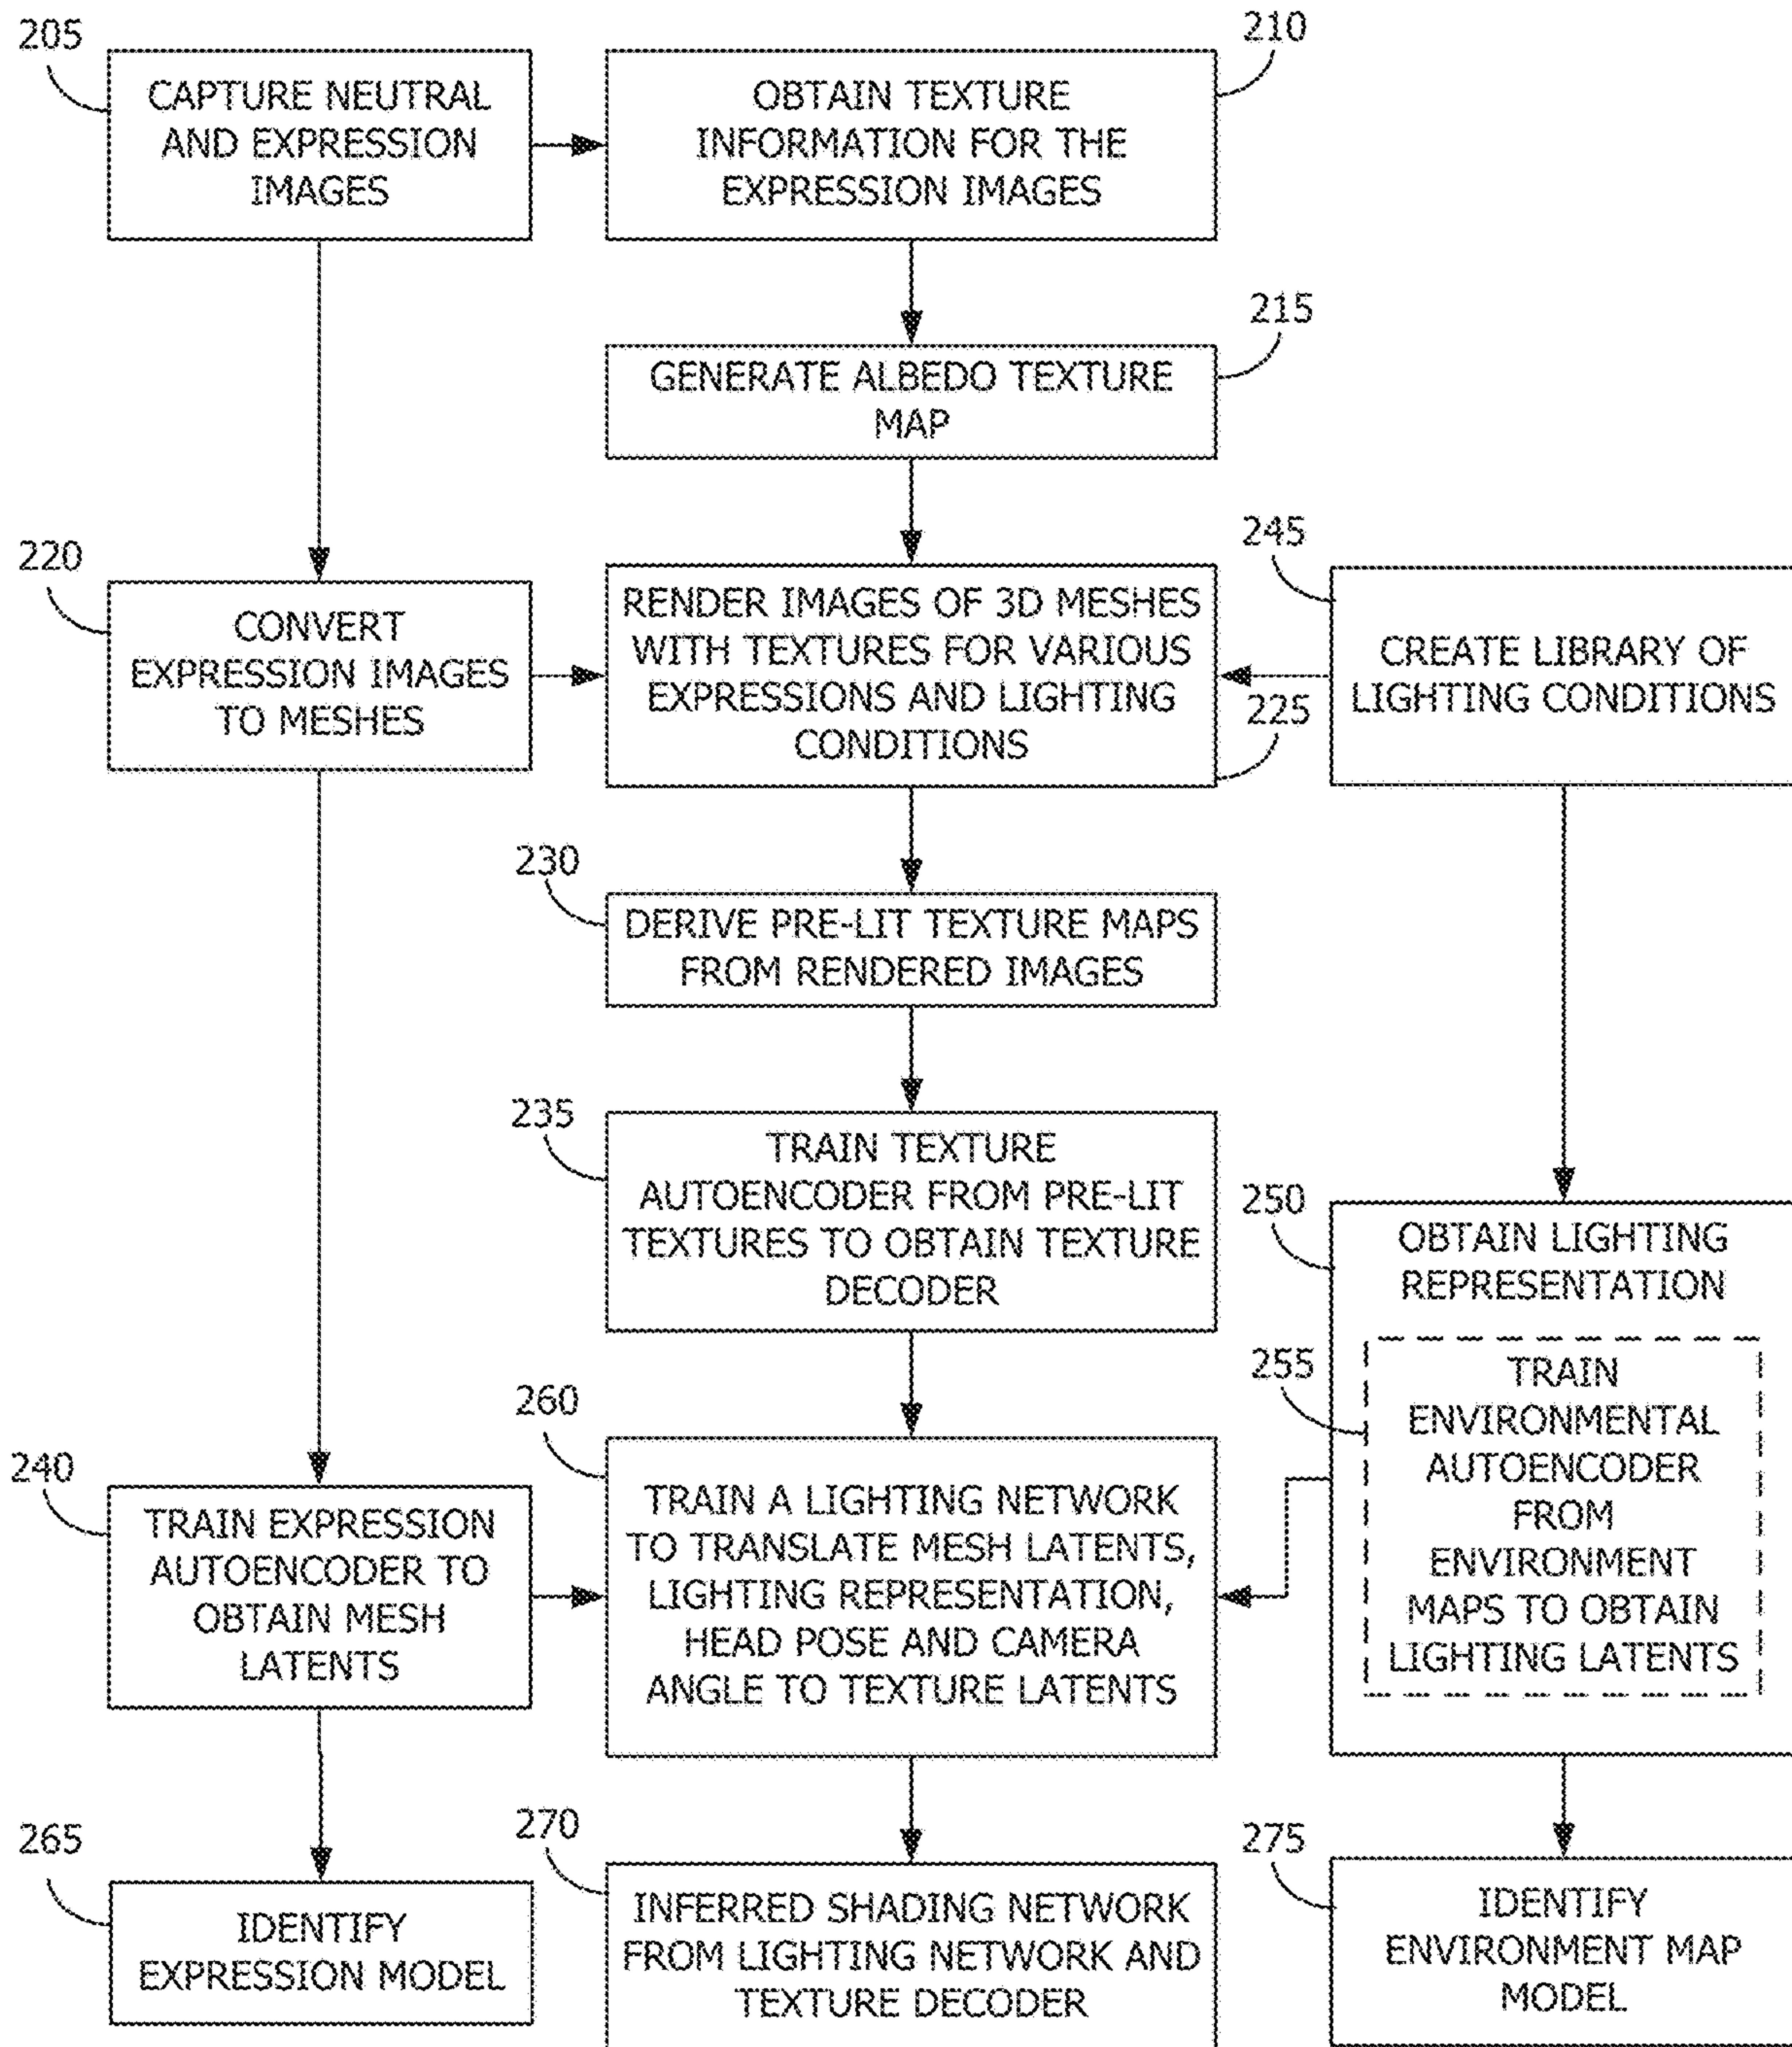 205
CAPTURE NEUTRAL
AND EXPRESSION
IMAGES
210
OBTAIN TEXTURE
INFORMATION FOR THE
EXPRESSION IMAGES
215
GENERATE ALBEDO TEXTURE
MAP
220
CONVERT
EXPRESSION IMAGES
TO MESHES
RENDER IMAGES OF 3D MESHES
WITH TEXTURES FOR VARIOUS
EXPRESSIONS AND LIGHTING
CONDITIONS
225
245
CREATE LIBRARY OF
LIGHTING CONDITIONS
230
DERIVE PRE-LIT TEXTURE MAPS
FROM RENDERED IMAGES
235
TRAIN TEXTURE
AUTOENCODER FROM PRE-LIT
TEXTURES TO OBTAIN TEXTURE
DECODER
250
OBTAIN LIGHTING
REPRESENTATION
255
TRAIN
ENVIRONMENTAL
AUTOENCODER
FROM
ENVIRONMENT
MAPS TO OBTAIN
LIGHTING LATENTS
240
TRAIN EXPRESSION
AUTOENCODER TO
OBTAIN MESH
LATENTS
260
TRAIN A LIGHTING NETWORK
TO TRANSLATE MESH LATENTS,
LIGHTING REPRESENTATION,
HEAD POSE AND CAMERA
ANGLE TO TEXTURE LATENTS
265
IDENTIFY
EXPRESSION MODEL
270
INFERRED SHADING NETWORK
FROM LIGHTING NETWORK AND
TEXTURE DECODER
275
IDENTIFY
ENVIRONMENT MAP
MODEL